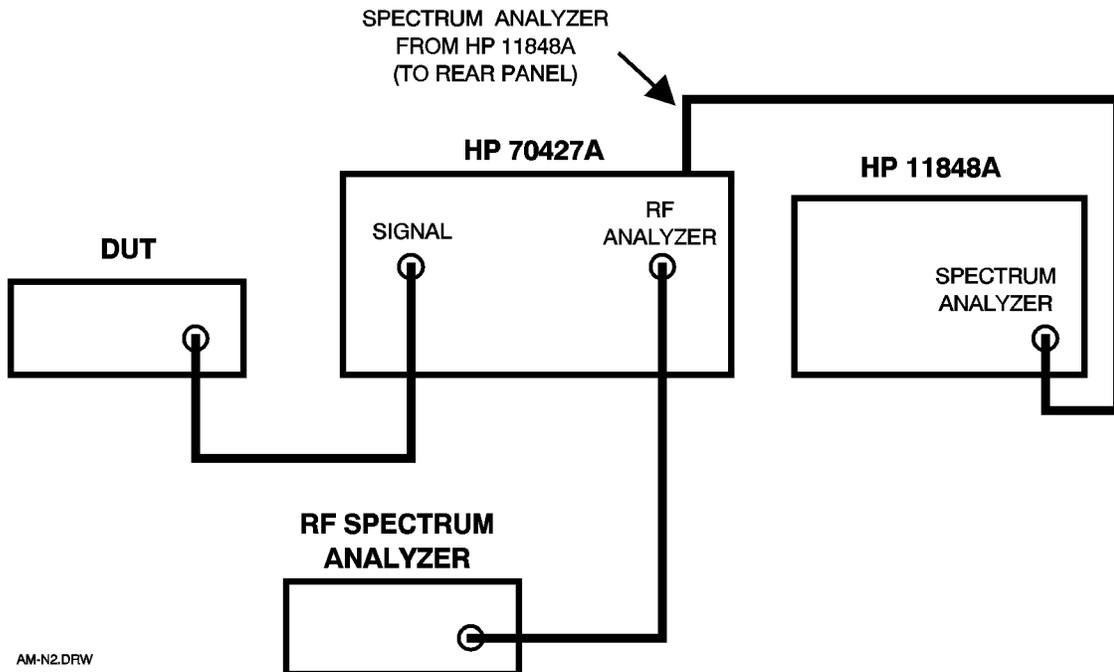 SPECTRUM ANALYZER
FROM HP 11848A
(TO REAR PANEL)
HP 70427A
HP 11848A
SIGNAL
RF
ANALYZER
DUT
SPECTRUM
ANALYZER
RF SPECTRUM
ANALYZER
AM-N2.DRW